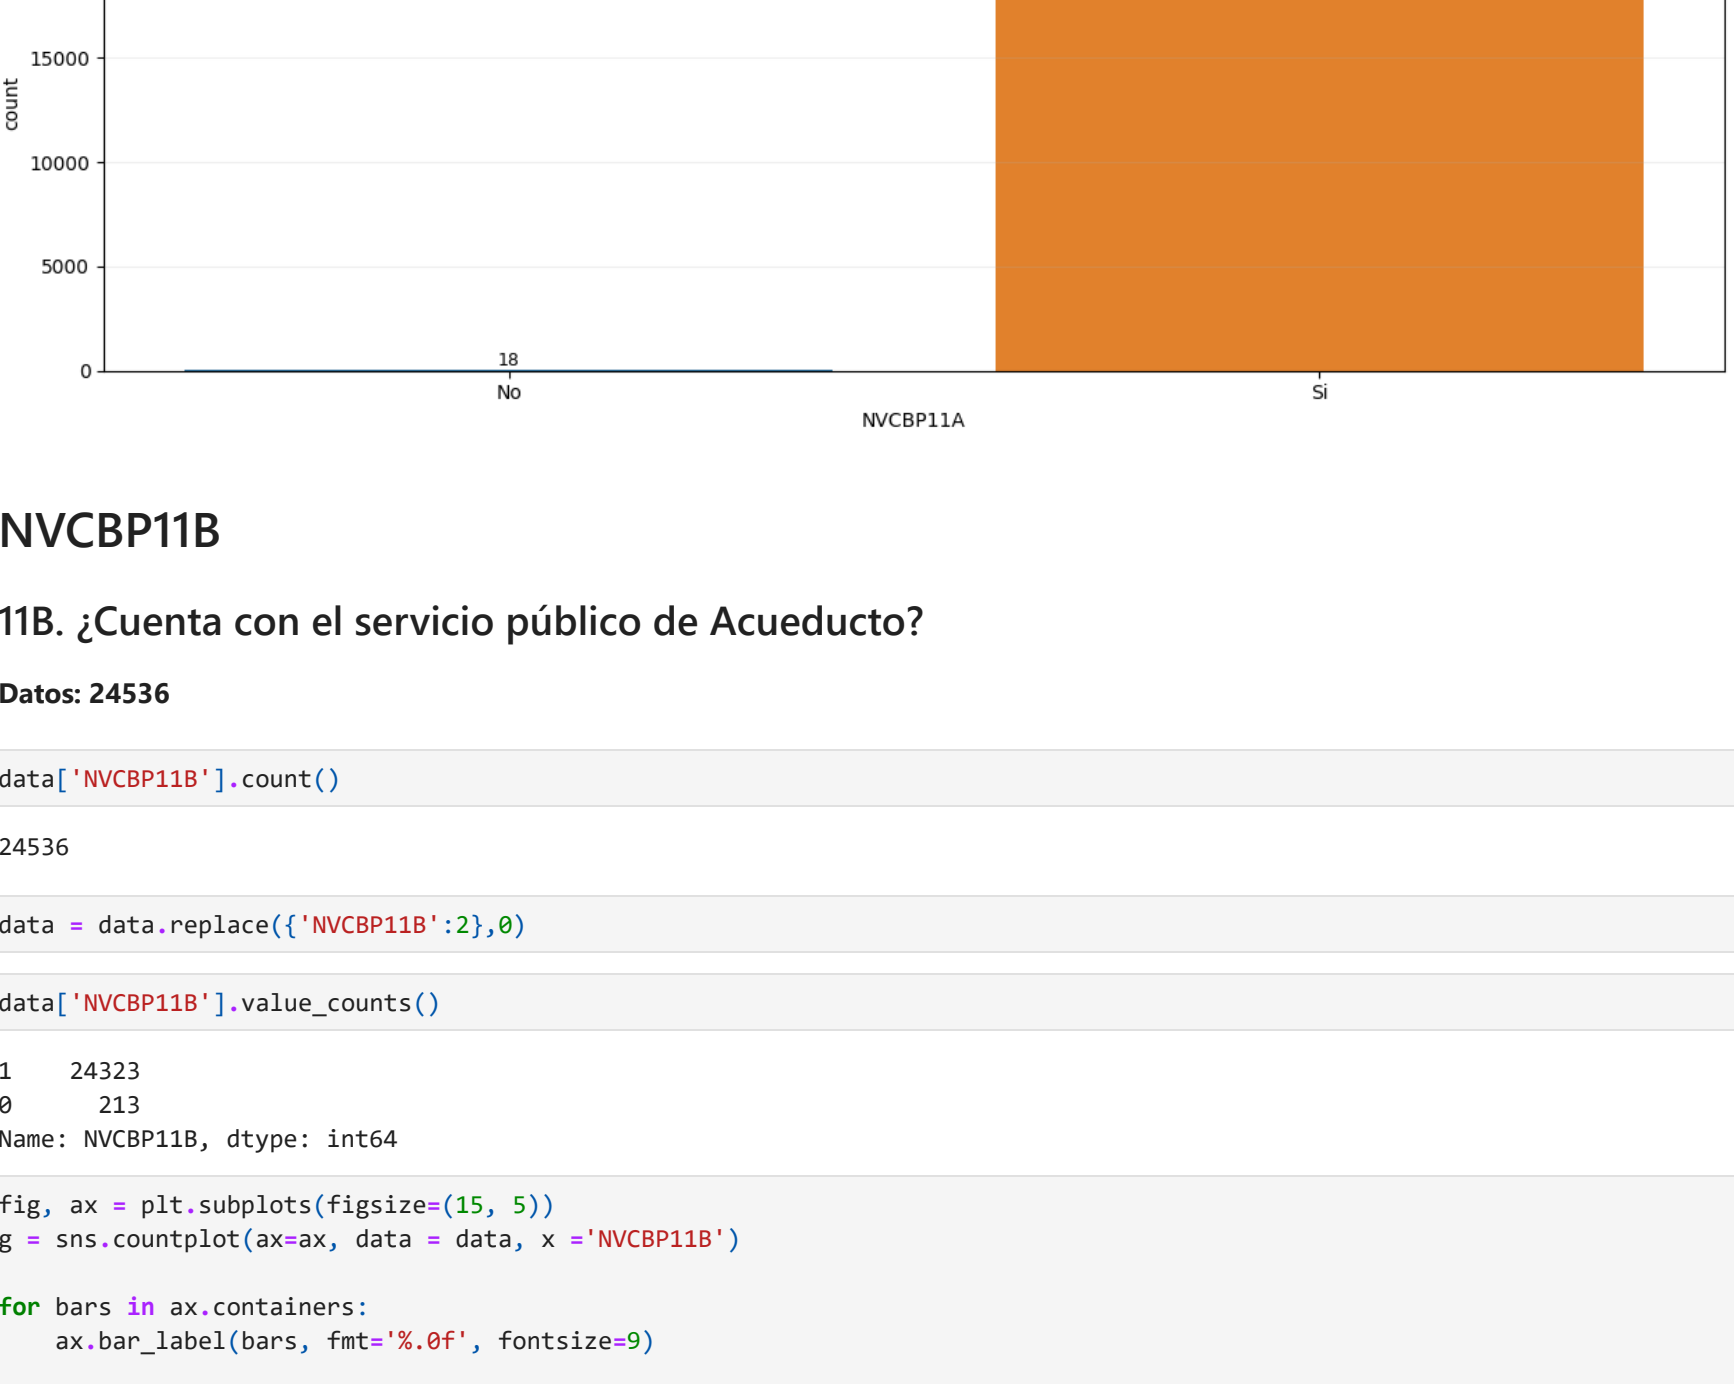 15000
count
10000
5000
18
0
No
Si
NVCBP11A
NVCBP11B
11B. ¿Cuenta con el servicio público de Acueducto?
Datos: 24536
data['NVCBP11B'].count()
24536
data = data.replace({'NVCBP11B':2},0)
data['NVCBP11B'].value_counts()
1    24323
0      213
Name: NVCBP11B, dtype: int64
fig, ax = plt.subplots(figsize=(15, 5))
g = sns.countplot(ax=ax, data = data, x ='NVCBP11B')
for bars in ax.containers:
    ax.bar_label(bars, fmt='%.0f', fontsize=9)